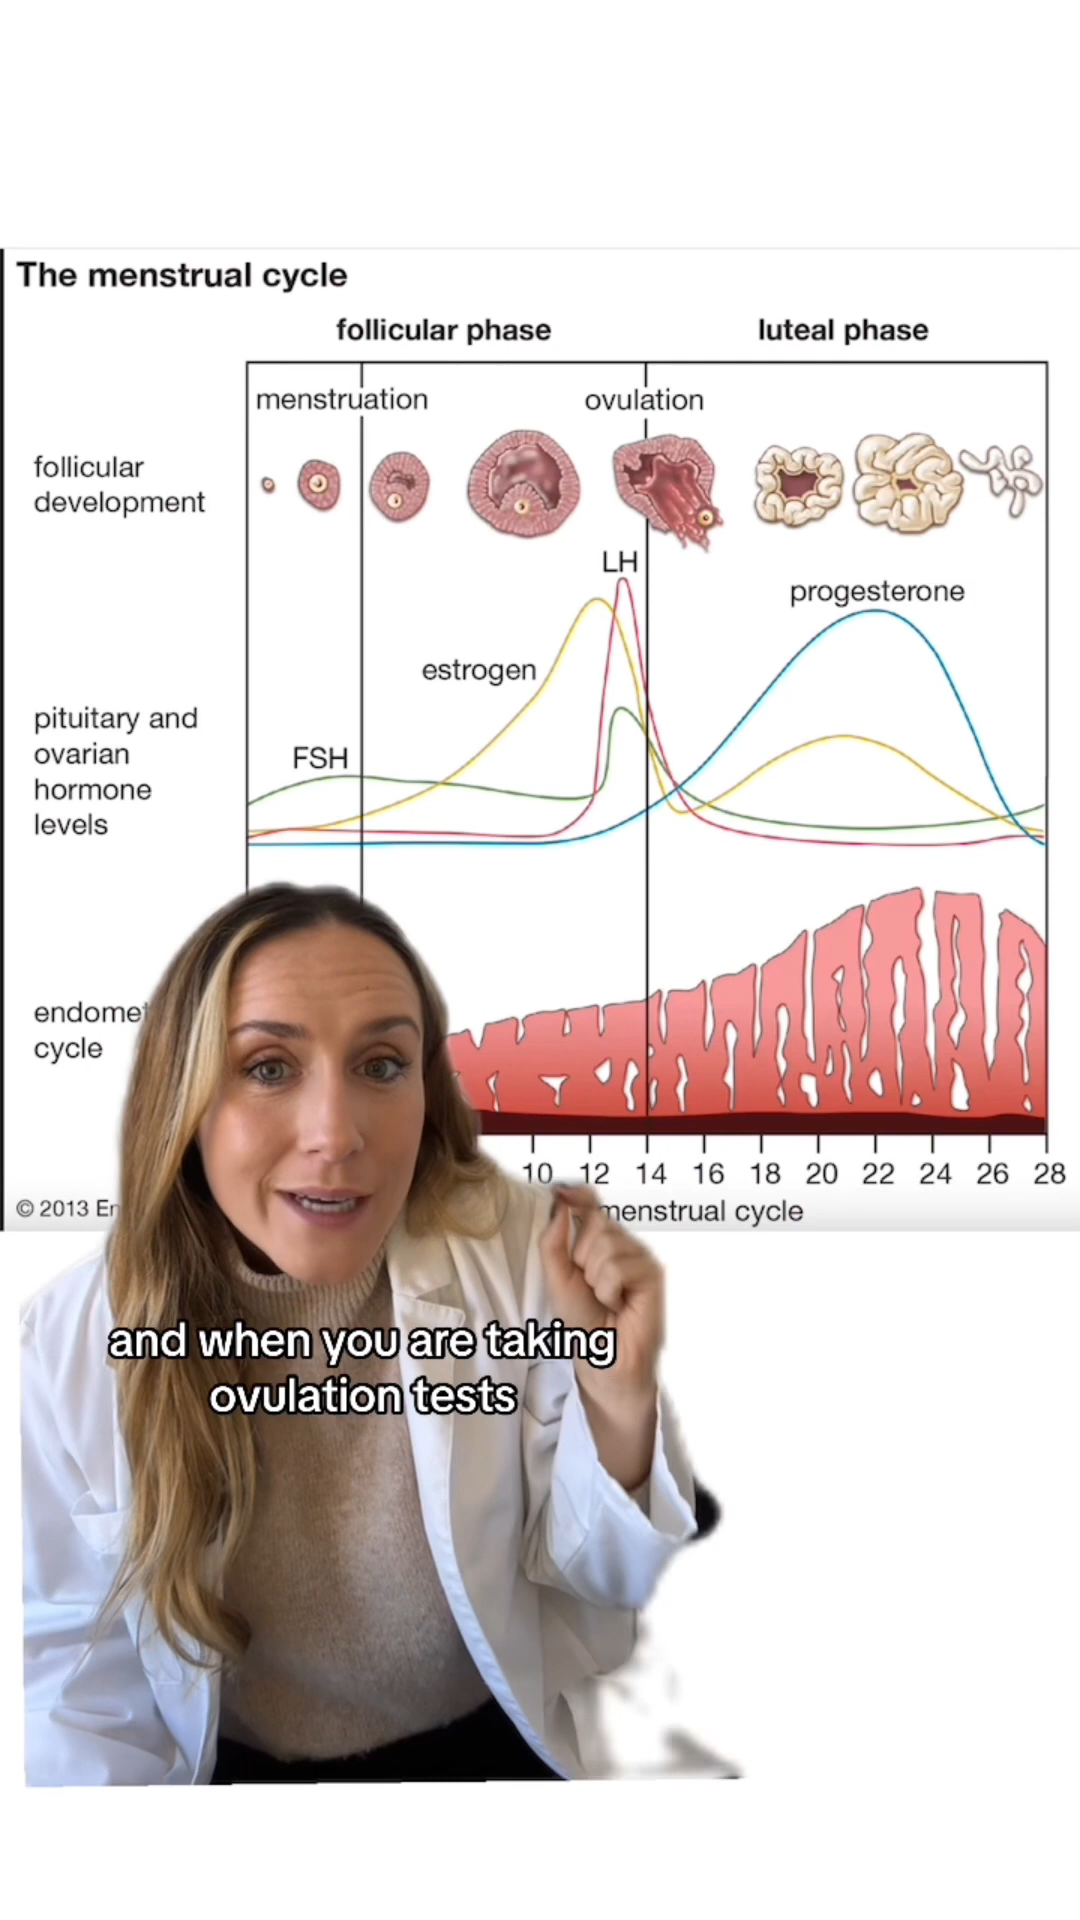 The menstrual cycle
follicular phase
luteal phase
menstruation
ovulation
follicular
development
LH
progesterone
estrogen
pituitary and
ovarian
hormone
levels
FSH
cycle
10 12 14 16 18 20 22 24 26 28
© 2013
menstrual cycle
and when you are taking
ovulation tests